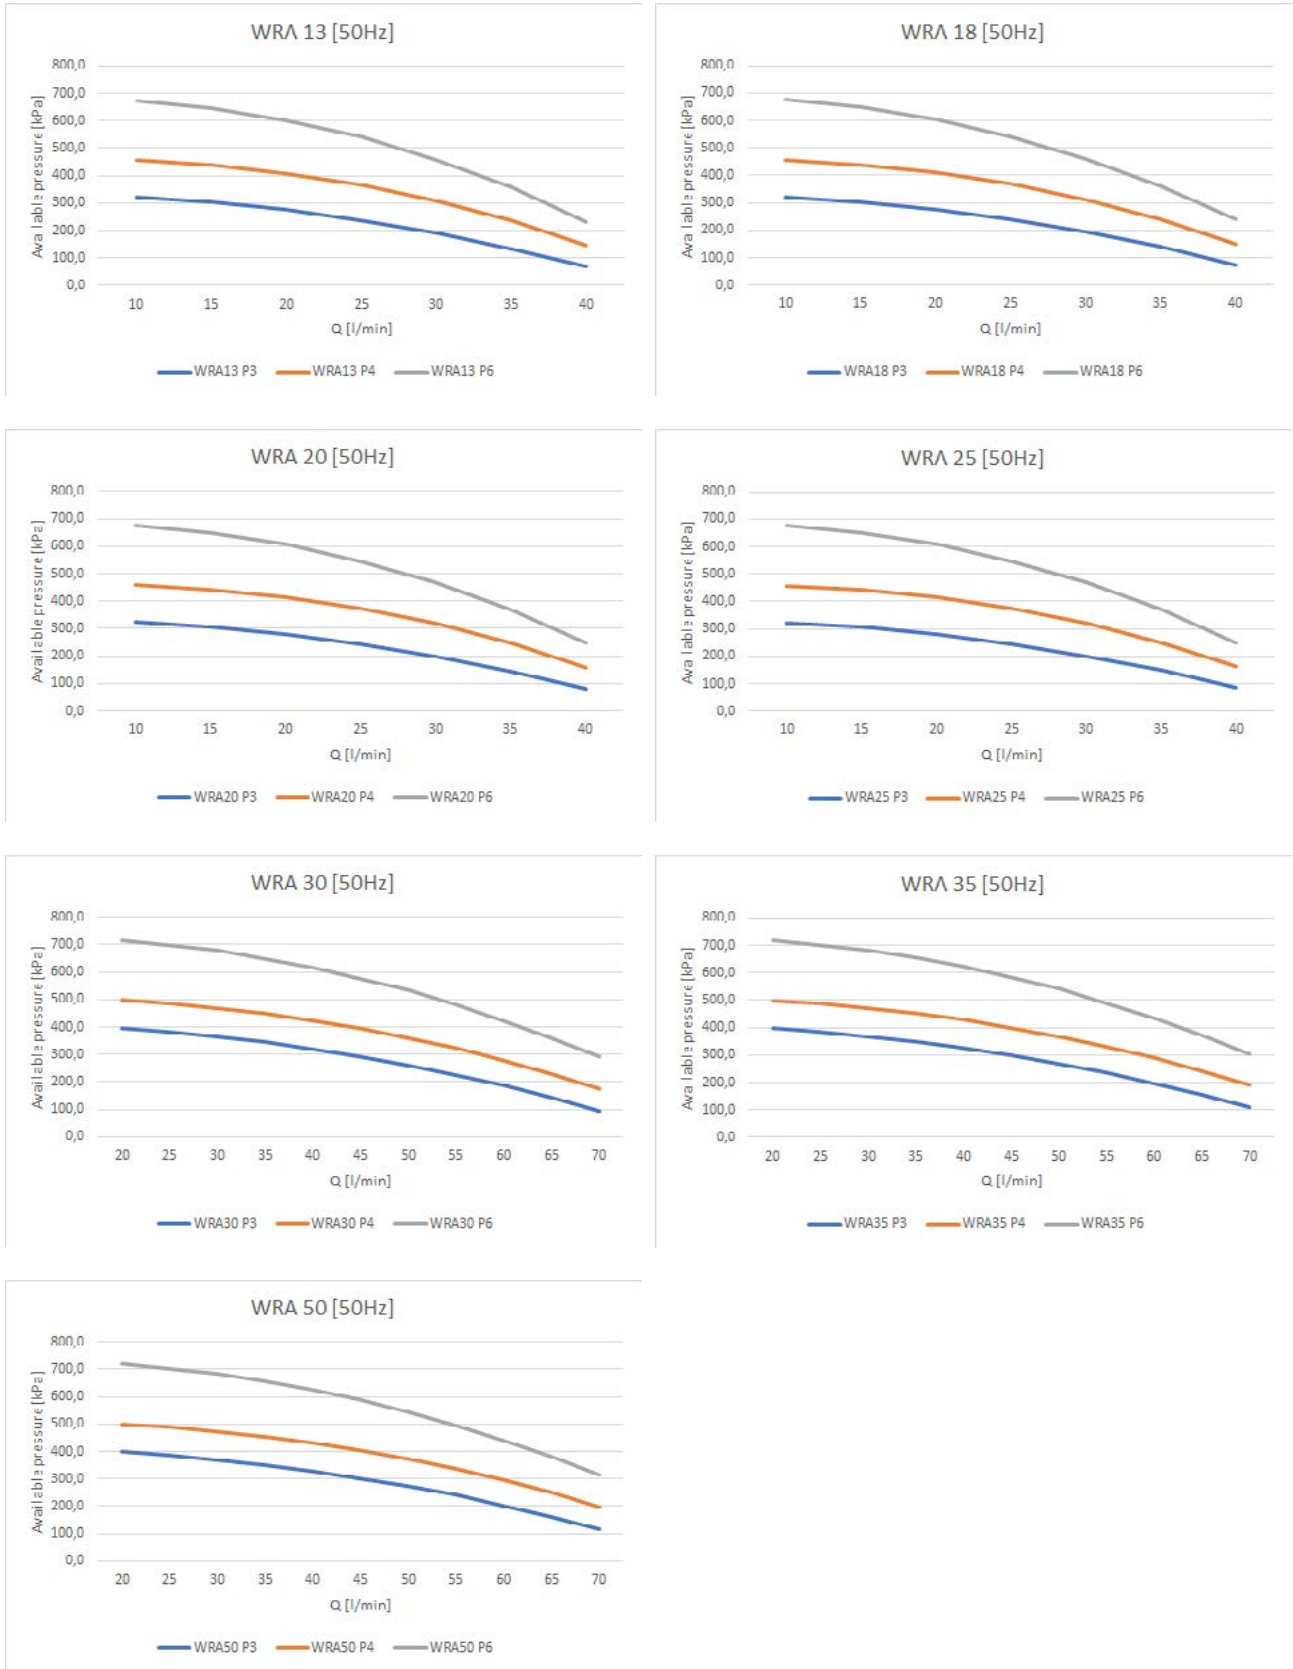 WRA 13 [50Hz]
Available pressure [kPa]
800,0
700,0
600,0
500,0
400,0
300,0
200,0
100,0
0,0
10 15 20 25 30 35 40
Q [l/min]
WRA13 P3 WRA13 P4 WRA13 P6
WRA 18 [50Hz]
Available pressure [kPa]
800,0
700,0
600,0
500,0
400,0
300,0
200,0
100,0
0,0
10 15 20 25 30 35 40
Q [l/min]
WRA18 P3 WRA18 P4 WRA18 P6
WRA 20 [50Hz]
Available pressure [kPa]
800,0
700,0
600,0
500,0
400,0
300,0
200,0
100,0
0,0
10 15 20 25 30 35 40
Q [l/min]
WRA20 P3 WRA20 P4 WRA20 P6
WRA 25 [50Hz]
Available pressure [kPa]
800,0
700,0
600,0
500,0
400,0
300,0
200,0
100,0
0,0
10 15 20 25 30 35 40
Q [l/min]
WRA25 P3 WRA25 P4 WRA25 P6
WRA 30 [50Hz]
Available pressure [kPa]
800,0
700,0
600,0
500,0
400,0
300,0
200,0
100,0
0,0
20 25 30 35 40 45 50 55 60 65 70
Q [l/min]
WRA30 P3 WRA30 P4 WRA30 P6
WRA 35 [50Hz]
Available pressure [kPa]
800,0
700,0
600,0
500,0
400,0
300,0
200,0
100,0
0,0
20 25 30 35 40 45 50 55 60 65 70
Q [l/min]
WRA35 P3 WRA35 P4 WRA35 P6
WRA 50 [50Hz]
Available pressure [kPa]
800,0
700,0
600,0
500,0
400,0
300,0
200,0
100,0
0,0
20 25 30 35 40 45 50 55 60 65 70
Q [l/min]
WRA50 P3 WRA50 P4 WRA50 P6